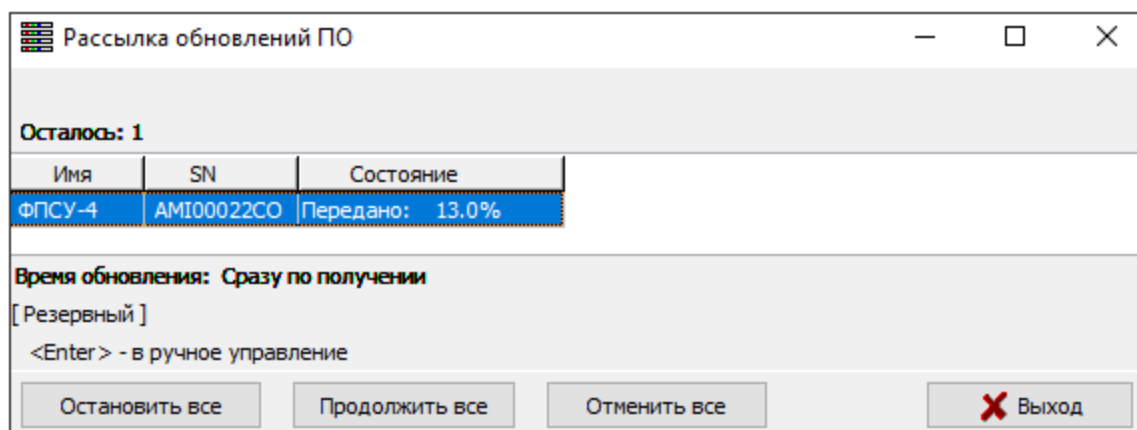 Рассылка обновлений ПО
Осталось: 1
Имя SN Состояние
ФПСУ-4 AMI00022CO Передано: 13.0%
Время обновления: Сразу по получении
[ Резервный ]
<Enter> - в ручное управление
Остановить все Продолжить все Отменить все Выход